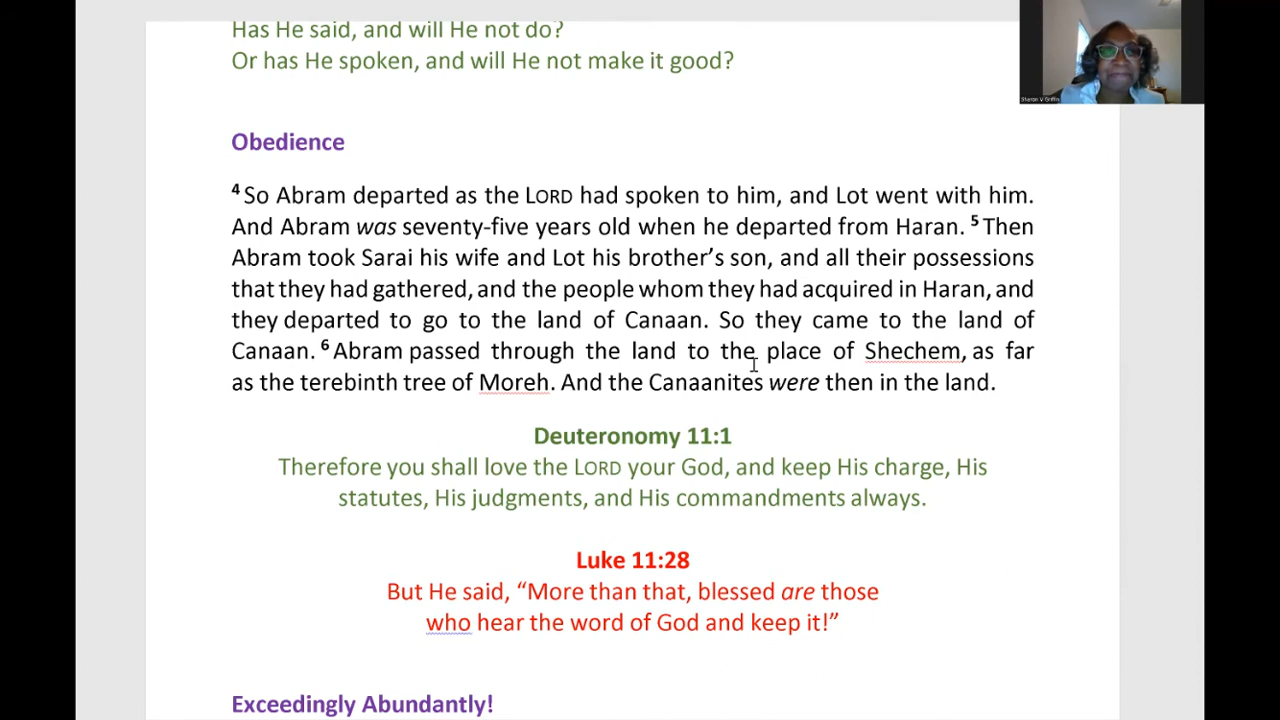 Has He said, and will He not do?
Or has He spoken, and will He not make it good?
Sharon V Griffin
Obedience
4 So Abram departed as the LORD had spoken to him, and Lot went with him.
And Abram was seventy-five years old when he departed from Haran. 5 Then
Abram took Sarai his wife and Lot his brother’s son, and all their possessions
that they had gathered, and the people whom they had acquired in Haran, and
they departed to go to the land of Canaan. So they came to the land of
Canaan. 6 Abram passed through the land to the place of Shechem, as far
as the terebinth tree of Moreh. And the Canaanites were then in the land.
Deuteronomy 11:1
Therefore you shall love the LORD your God, and keep His charge, His
statutes, His judgments, and His commandments always.
Luke 11:28
But He said, “More than that, blessed are those
who hear the word of God and keep it!”
Exceedingly Abundantly!